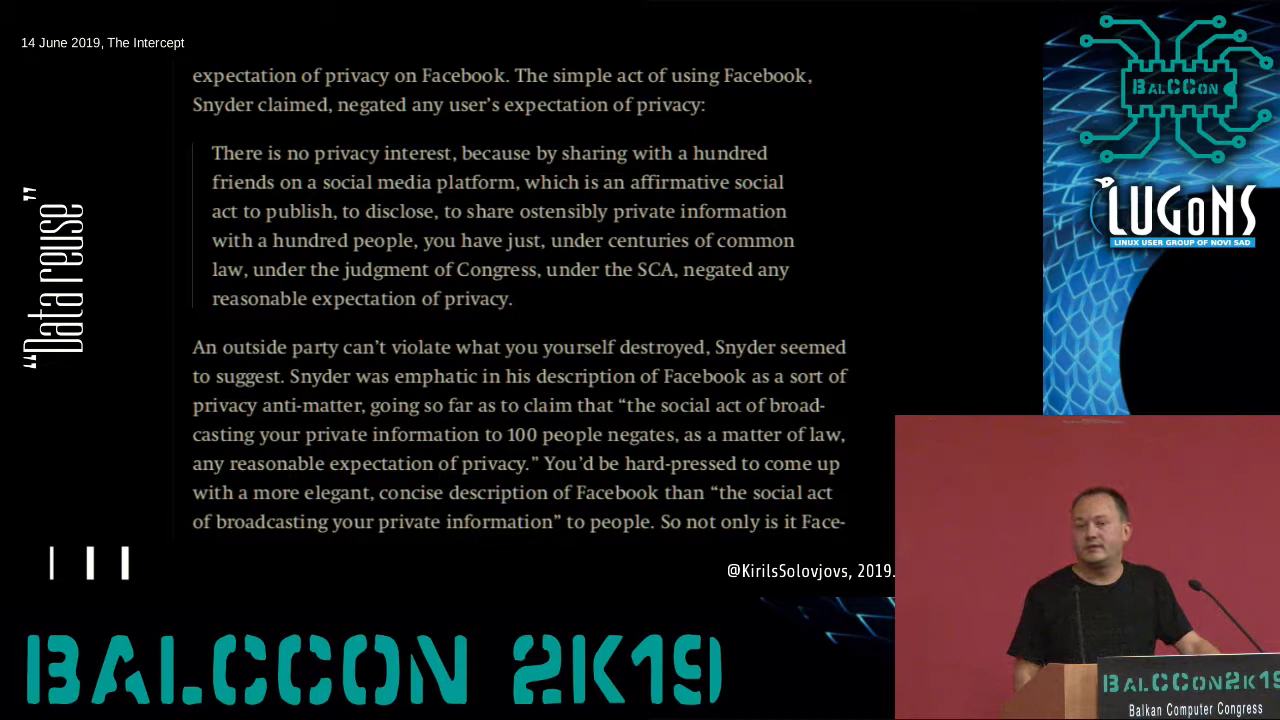 14 June 2019, The Intercept
“Data reuse”
expectation of privacy on Facebook. The simple act of using Facebook,
Snyder claimed, negated any user’s expectation of privacy:
There is no privacy interest, because by sharing with a hundred
friends on a social media platform, which is an affirmative social
act to publish, to disclose, to share ostensibly private information
with a hundred people, you have just, under centuries of common
law, under the judgment of Congress, under the SCA, negated any
reasonable expectation of privacy.
An outside party can’t violate what you yourself destroyed, Snyder seemed
to suggest. Snyder was emphatic in his description of Facebook as a sort of
privacy anti-matter, going so far as to claim that “the social act of broad-
casting your private information to 100 people negates, as a matter of law,
any reasonable expectation of privacy.” You’d be hard-pressed to come up
with a more elegant, concise description of Facebook than “the social act
of broadcasting your private information” to people. So not only is it Face-
@KirilsSolovjovs, 2019.
BALCCON
LUGONS
LINUX USER GROUP OF NOVI SAD
BALCCON 2K19
BALCCON2K19
Balkan Computer Congress